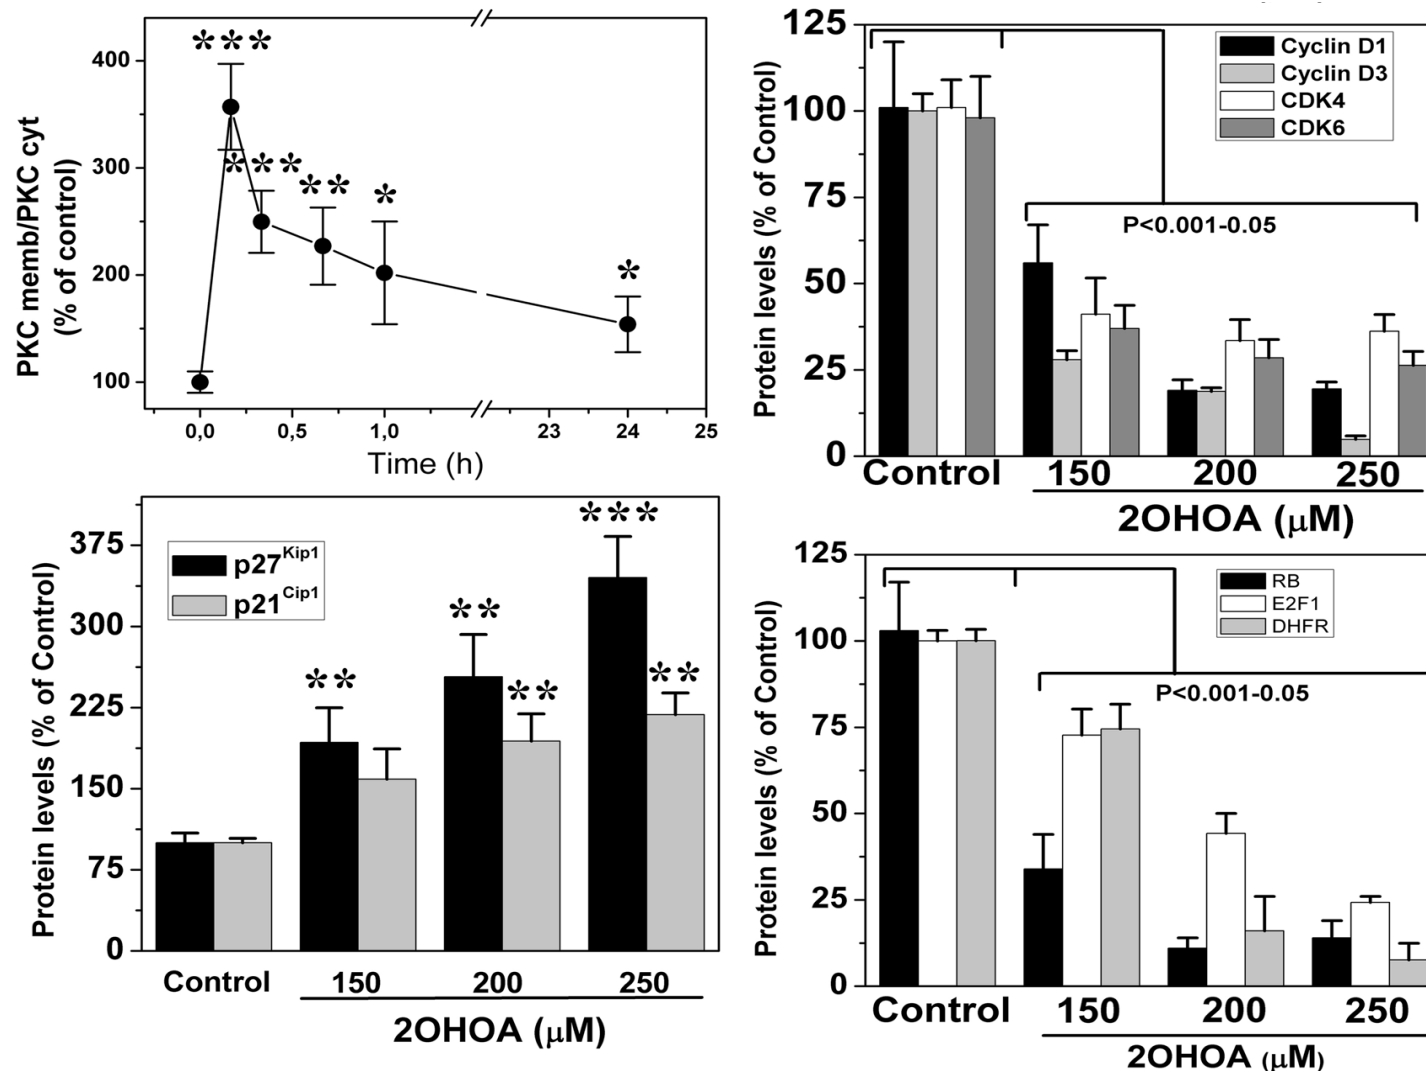 PKC memb/PKC cyt
(% of control)
400
300
200
100
***
***
**
*
*
0,0
0,5
1,0
23
24
25
Time (h)
Protein levels (% of Control)
125
100
75
50
25
0
Cyclin D1
Cyclin D3
CDK4
CDK6
P<0.001-0.05
Control
150
200
250
2OHOA (μM)
Protein levels (% of Control)
375
300
225
150
75
0
p27Kip1
p21Cip1
**
**
**
***
**
Control
150
200
250
2OHOA (μM)
Protein levels (% of Control)
125
100
75
50
25
0
RB
E2F1
DHFR
P<0.001-0.05
Control
150
200
250
2OHOA (μM)